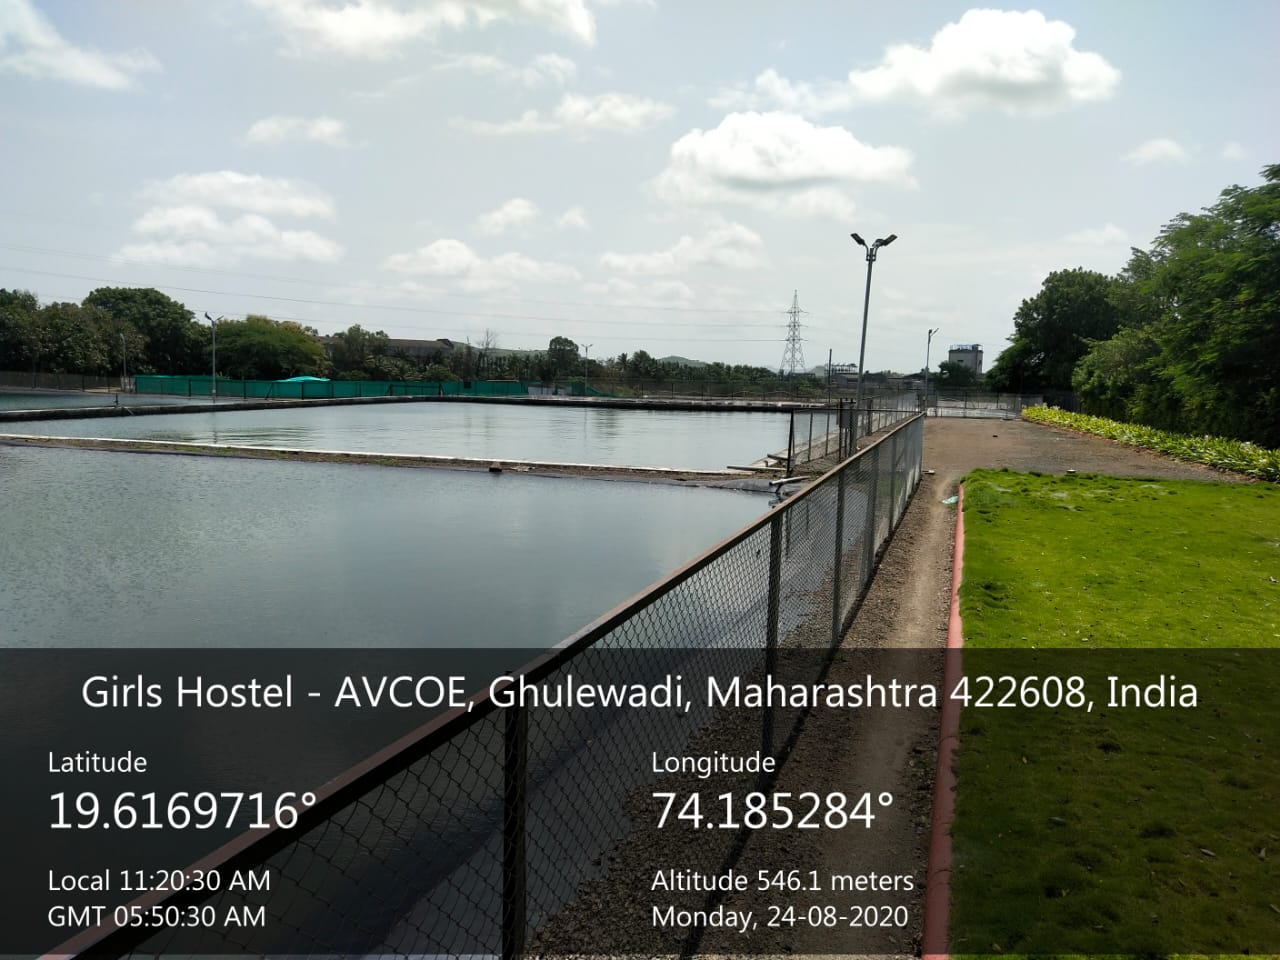 Girls Hostel - AVCOE, Ghulewadi, Maharashtra 422608, India
Latitude
19.6169716°
Longitude
74.185284°
Local 11:20:30 AM
GMT 05:50:30 AM
Altitude 546.1 meters
Monday, 24-08-2020